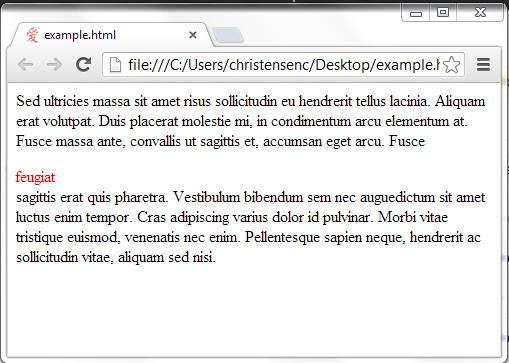 爱 example.html
file:///C:/Users/christensenc/Desktop/example.h
Sed ultricies massa sit amet risus sollicitudin eu hendrerit tellus lacinia. Aliquam
erat volutpat. Duis placerat molestie mi, in condimentum arcu elementum at.
Fusce massa ante, convallis ut sagittis et, accumsan eget arcu. Fusce
feugiat
sagittis erat quis pharetra. Vestibulum bibendum sem nec auguedictum sit amet
luctus enim tempor. Cras adipiscing varius dolor id pulvinar. Morbi vitae
tristique euismod, venenatis nec enim. Pellentesque sapien neque, hendrerit ac
sollicitudin vitae, aliquam sed nisi.